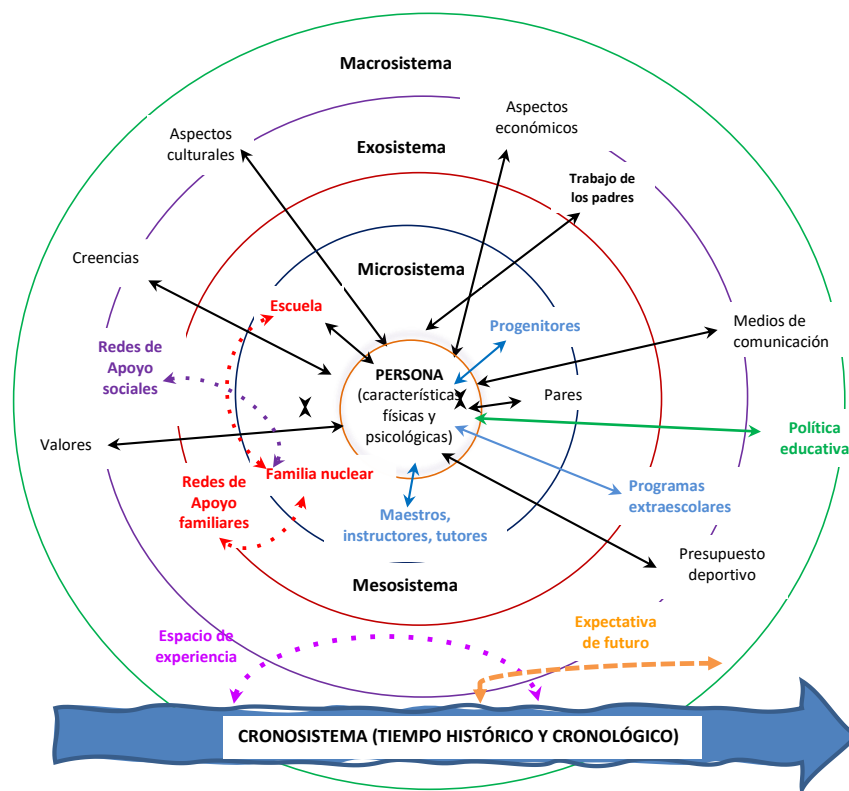 Macrosistema
Aspectos
económicos
Aspectos
culturales
Exosistema
Trabajo de
los padres
Creencias
Microsistema
Escuela
Progenitores
Medios de
comunicación
Redes de
Apoyo
sociales
PERSONA
(características
físicas y
psicológicas)
Pares
Política
educativa
Valores
Familia nuclear
Redes de
Apoyo
familiares
Programas
extraescolares
Maestros,
instructores, tutores
Presupuesto
deportivo
Mesosistema
Espacio de
experiencia
Expectativa
de futuro
CRONOSISTEMA (TIEMPO HISTÓRICO Y CRONOLÓGICO)